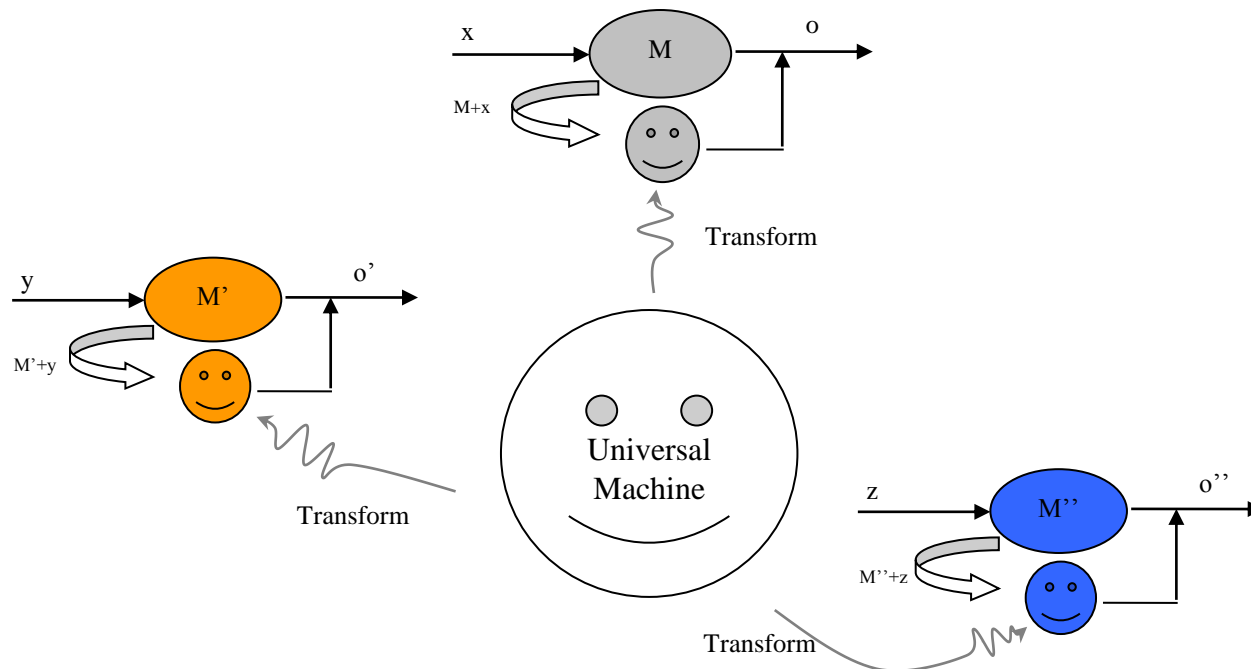 x
M
o
M+x
Transform
y
M'
o'
M'+y
Transform
Universal
Machine
z
M''
o''
M''+z
Transform